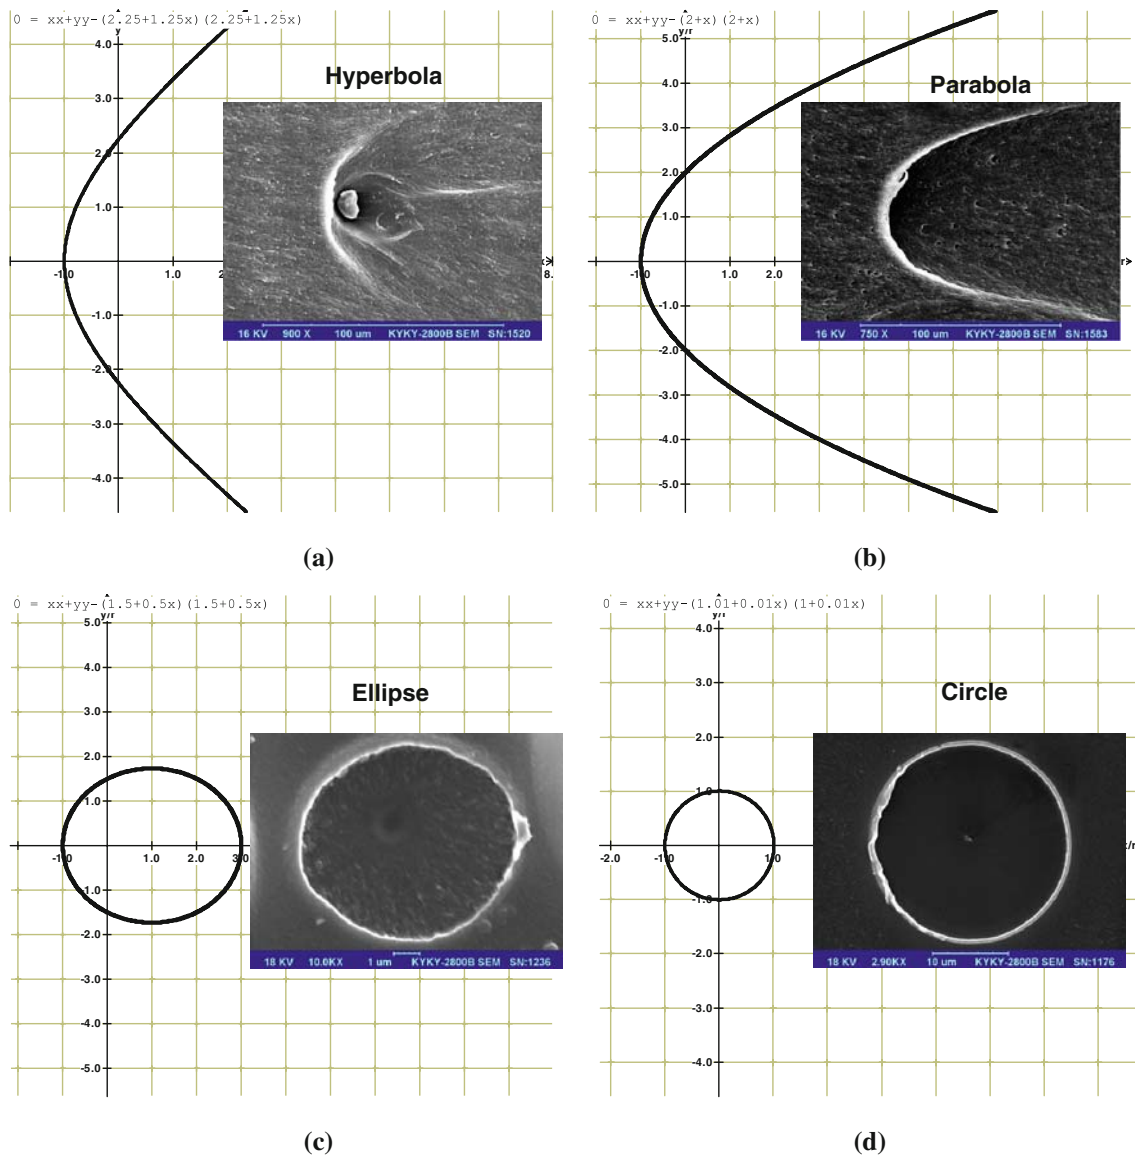 0 = xx+yy-(2.25+1.25x)(2.25+1.25x)
y
4.0
3.0
2.0
1.0
-1.0
-2.0
-3.0
-4.0
-1.0
1.0
8.
Hyperbola
16 KV 900 X 100 um KYKY-2800B SEM SN:1520
(a)
0 = xx+yy-(2+x)(2+x)
y/r
5.0
4.0
3.0
2.0
1.0
-1.0
-2.0
-3.0
-4.0
-5.0
-1.0
1.0
2.0
Parabola
16 KV 750 X 100 um KYKY-2800B SEM SN:1583
(b)
0 = xx+yy-(1.5+0.5x)(1.5+0.5x)
y/r
5.0
4.0
3.0
2.0
1.0
-1.0
-2.0
-3.0
-4.0
-5.0
-1.0
1.0
2.0
3.0
Ellipse
18 KV 10.0KX 1 um KYKY-2800B SEM SN:1236
(c)
0 = xx+yy-(1.01+0.01x)(1+0.01x)
y/r
4.0
3.0
2.0
1.0
-1.0
-2.0
-3.0
-4.0
-2.0
-1.0
1.0
x/r
Circle
18 KV 2.90KX 10 um KYKY-2800B SEM SN:1176
(d)